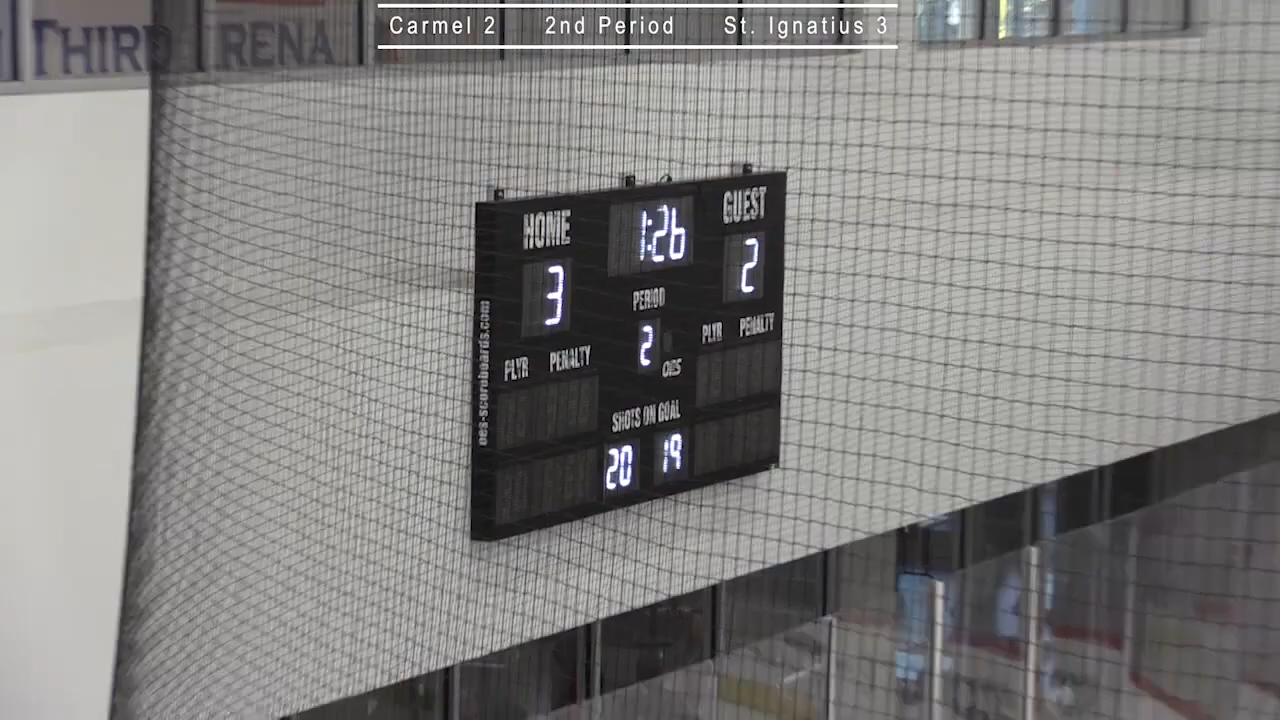 Carmel 2 2nd Period St. Ignatius 3
THIRD ARENA
HOME 1:26 GUEST
3 2
PERIOD
2
PLYR PENALTY PLYR PENALTY
oes
SHOTS ON GOAL
20 19
oes-scoreboards.com